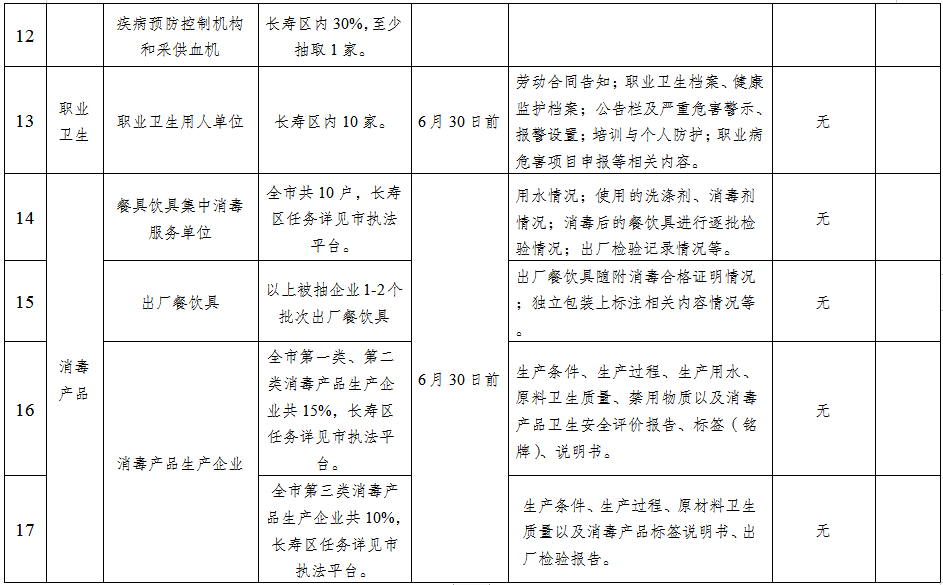 12
疾病预防控制机构
和采供血机
长寿区内30%,至少
抽取1家。
13
职业
卫生
职业卫生用人单位
长寿区内10家。
6月30日前
劳动合同告知；职业卫生档案、健康
监护档案；公告栏及严重危害警示、
报警设置；培训与个人防护；职业病
危害项目申报等相关内容。
无
14
消毒
产品
餐具饮具集中消毒
服务单位
全市共10户，长寿
区任务详见市执法
平台。
6月30日前
用水情况；使用的洗涤剂、消毒剂
情况；消毒后的餐饮具进行逐批检
验情况；出厂检验记录情况等。
无
15
出厂餐饮具
以上被抽企业1-2个
批次出厂餐饮具
出厂餐饮具随附消毒合格证明情况
；独立包装上标注相关内容情况等
。
无
16
消毒产品生产企业
全市第一类、第二
类消毒产品生产企
业共15%，长寿区
任务详见市执法平
台。
生产条件、生产过程、生产用水、
原料卫生质量、禁用物质以及消毒
产品卫生安全评价报告、标签（铭
牌）、说明书。
无
17
全市第三类消毒产
品生产企业共10%,
长寿区任务详见市
执法平台。
生产条件、生产过程、原材料卫生
质量以及消毒产品标签说明书、出
厂检验报告。
无